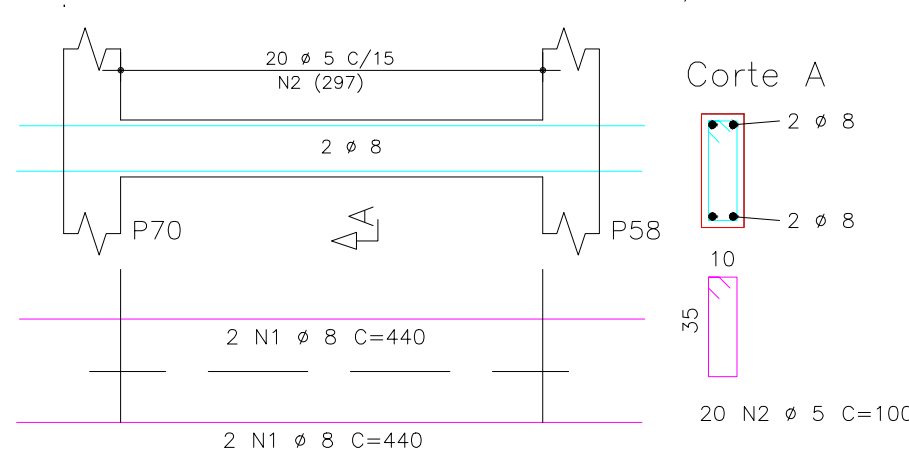 20 ø 5 C/15
N2 (297)
Corte A
2 ø 8
2 ø 8
2 ø 8
A
P70
P58
10
35
2 N1 ø 8 C=440
20 N2 ø 5 C=100
2 N1 ø 8 C=440